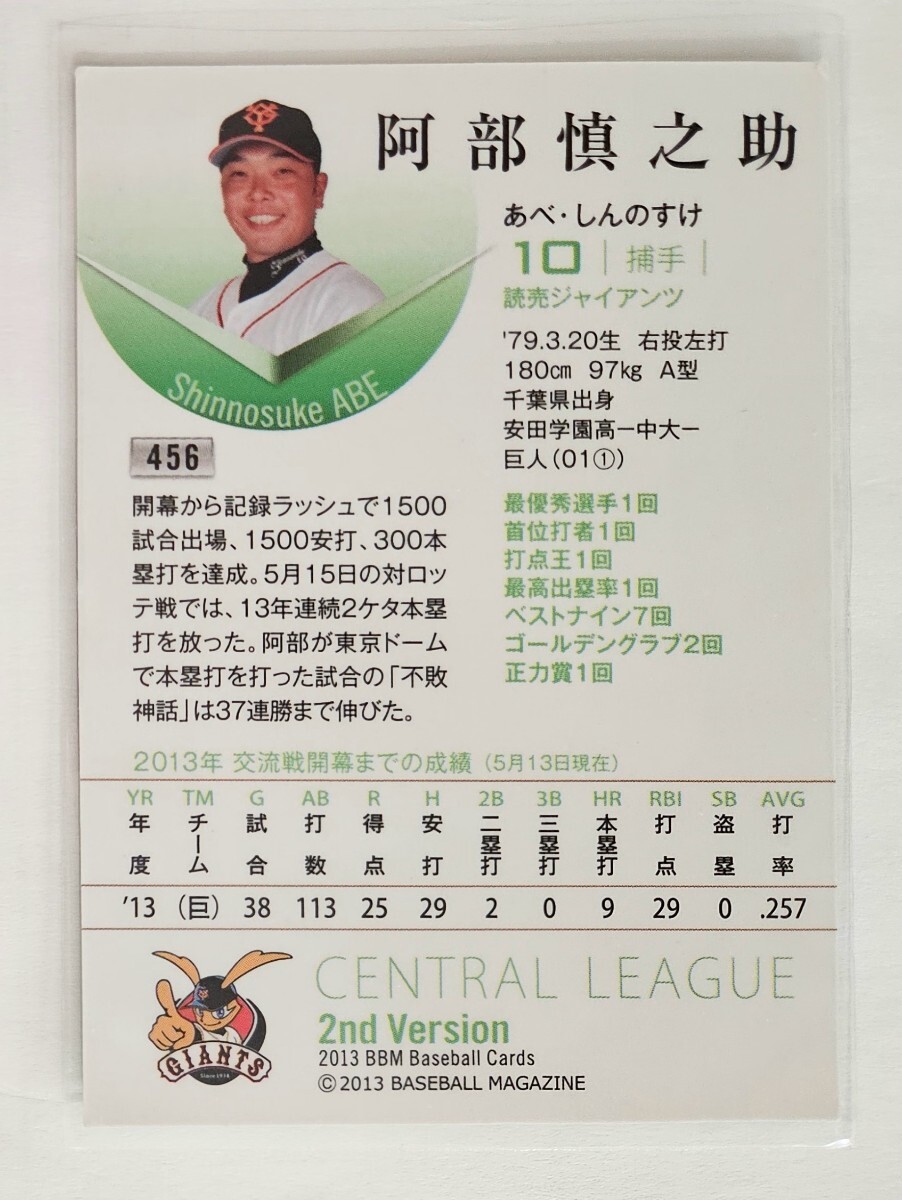 阿部慎之助
あべ・しんのすけ
10 | 捕手 |
読売ジャイアンツ
'79.3.20生 右投左打
180㎝ 97㎏ A型
千葉県出身
安田学園高ー中大ー
巨人(01①)
Shinnosuke ABE
456
開幕から記録ラッシュで1500
試合出場、1500安打、300本
塁打を達成。5月15日の対ロッ
テ戦では、13年連続2ケタ本塁
打を放った。阿部が東京ドーム
で本塁打を打った試合の「不敗
神話」は37連勝まで伸びた。
最優秀選手1回
首位打者1回
打点王1回
最高出塁率1回
ベストナイン7回
ゴールデングラブ2回
正力賞1回
2013年 交流戦開幕までの成績(5月13日現在)
YR TM G AB R H 2B 3B HR RBI SB AVG
年度 チーム 試合 打数 得点 安打 二塁打 三塁打 本塁打 打点 盗塁 打率
'13 (巨) 38 113 25 29 2 0 9 29 0 .257
GIANTS
Since 1934
CENTRAL LEAGUE
2nd Version
2013 BBM Baseball Cards
©2013 BASEBALL MAGAZINE